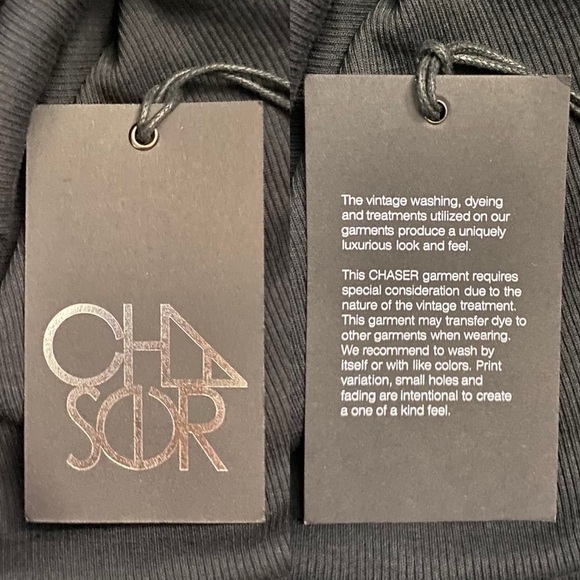 CHA
SER
The vintage washing, dyeing
and treatments utilized on our
garments produce a uniquely
luxurious look and feel.
This CHASER garment requires
special consideration due to the
nature of the vintage treatment.
This garment may transfer dye to
other garments when wearing.
We recommend to wash by
itself or with like colors. Print
variation, small holes and
fading are intentional to create
a one of a kind feel.